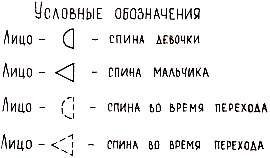 Условные обозначения
Лицо - - спина девочки
Лицо - - спина мальчика
Лицо - - спина во время перехода
Лицо - - спина во время перехода